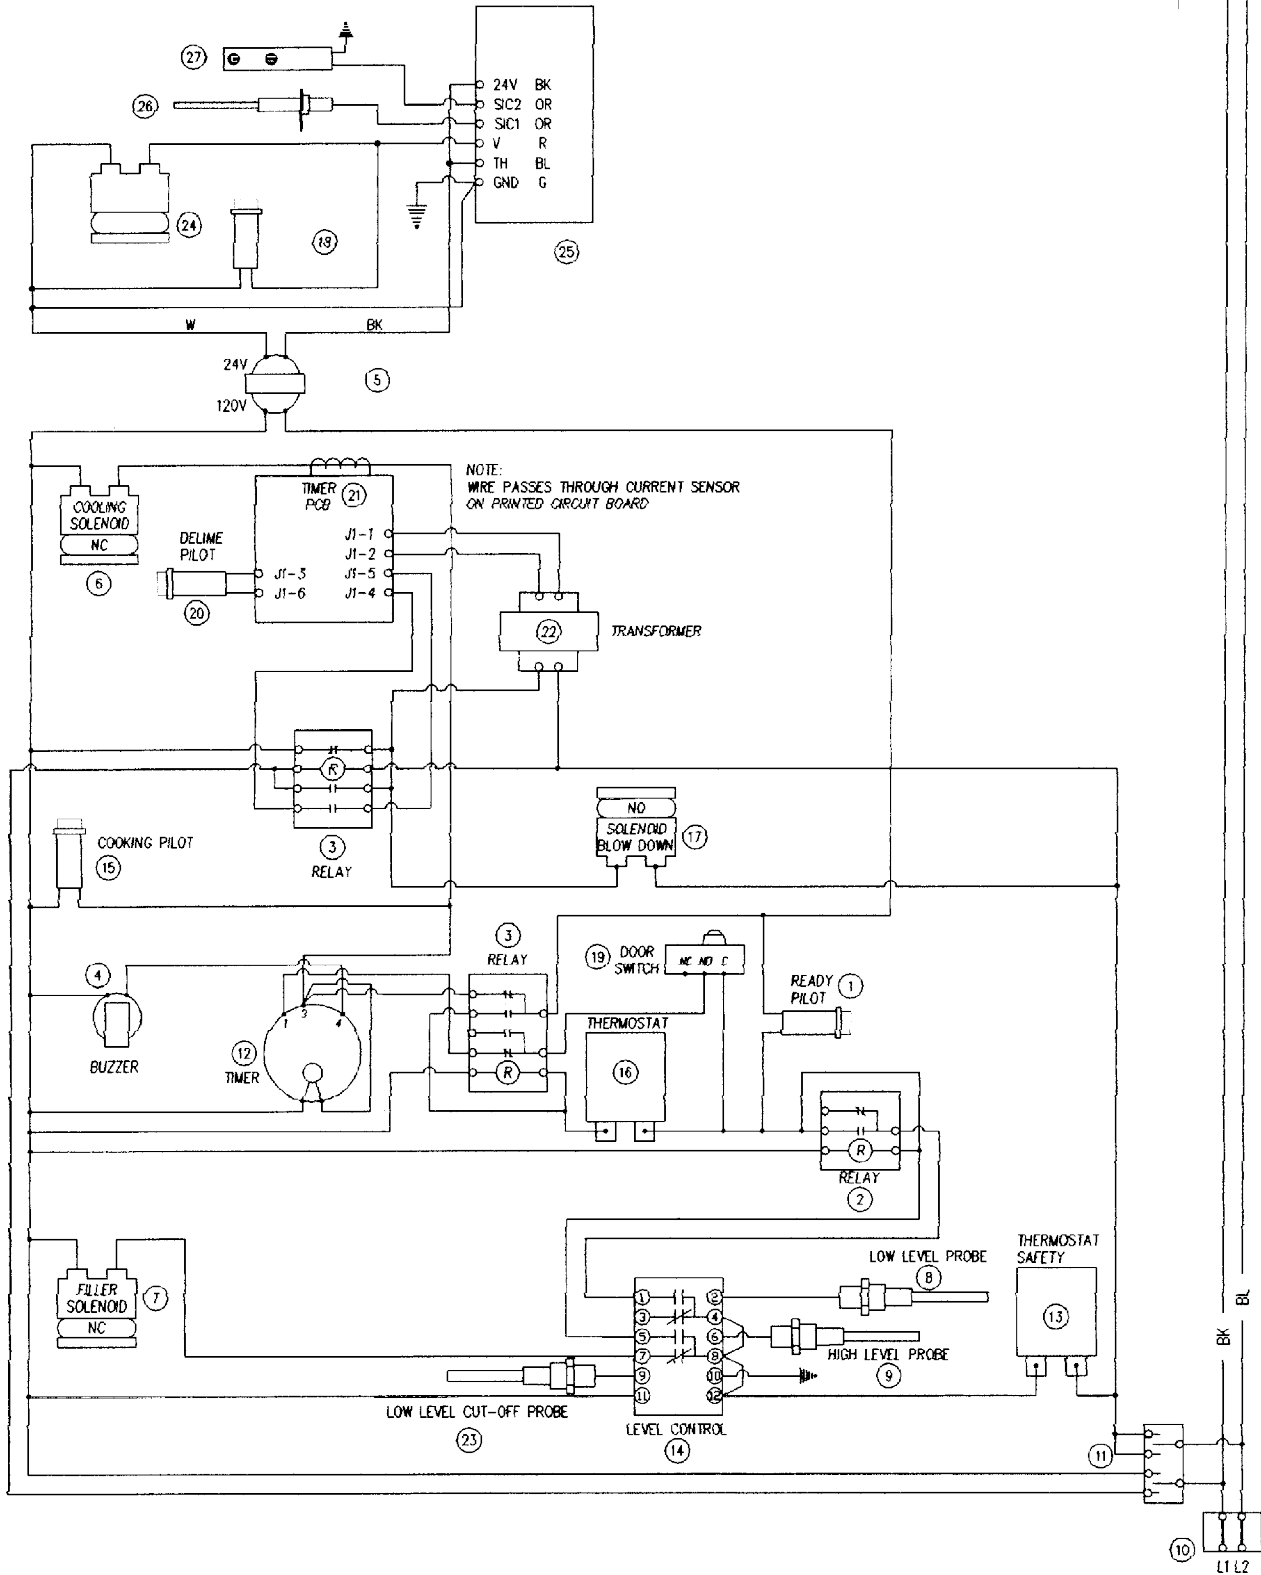 27
24V BK
SIC2 OR
26
SIC1 OR
V R
TH BL
GND G
24
18
25
W BK
24V
5
120V
NOTE:
WIRE PASSES THROUGH CURRENT SENSOR
ON PRINTED CIRCUIT BOARD
TIMER
PCB
21
COOLING
SOLENOID
NC
6
DELIME
PILOT
20
J1-1
J1-2
J1-3 J1-5
J1-6 J1-4
22
TRANSFORMER
R
3
RELAY
NO
SOLENOID
BLOW DOWN
17
COOKING PILOT
15
3
RELAY
19
DOOR
SWITCH
NC NO C
4
BUZZER
READY
PILOT
1
1 3 4
12
TIMER
R
THERMOSTAT
16
R
RELAY
2
THERMOSTAT
SAFETY
13
LOW LEVEL PROBE
8
FILLER
SOLENOID
NC
7
1 2
3 4
5 6
7 8
9 10
11 12
HIGH LEVEL PROBE
9
LOW LEVEL CUT-OFF PROBE
23
LEVEL CONTROL
14
BK
BL
11
10
L1 L2